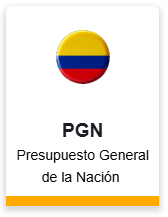 PGN
Presupuesto General
de la Nación